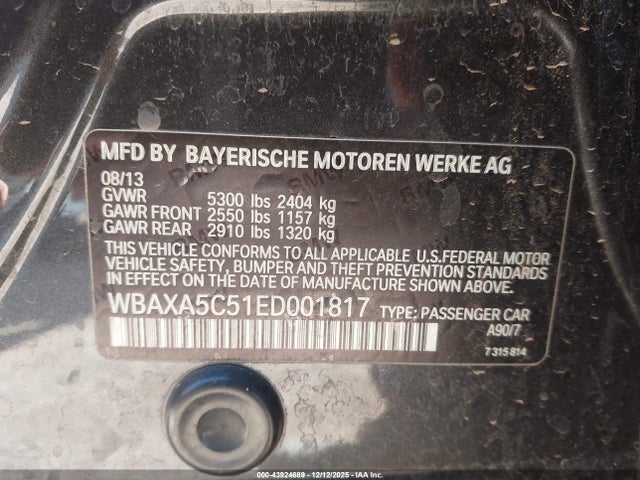 MFD BY BAYERISCHE MOTOREN WERKE AG
08/13
GVWR 5300 lbs 2404 kg
GAWR FRONT 2550 lbs 1157 kg
GAWR REAR 2910 lbs 1320 kg
THIS VEHICLE CONFORMS TO ALL APPLICABLE U.S.FEDERAL MOTOR
VEHICLE SAFETY, BUMPER AND THEFT PREVENTION
STANDARDS IN EFFECT ON THE DATE OF MANUFACTURE SHOWN ABOVE.
WBAXA5C51ED001817 TYPE: PASSENGER CAR
A90/7
7 315 814
000-43924689 - 12/12/2025 - IAA.com